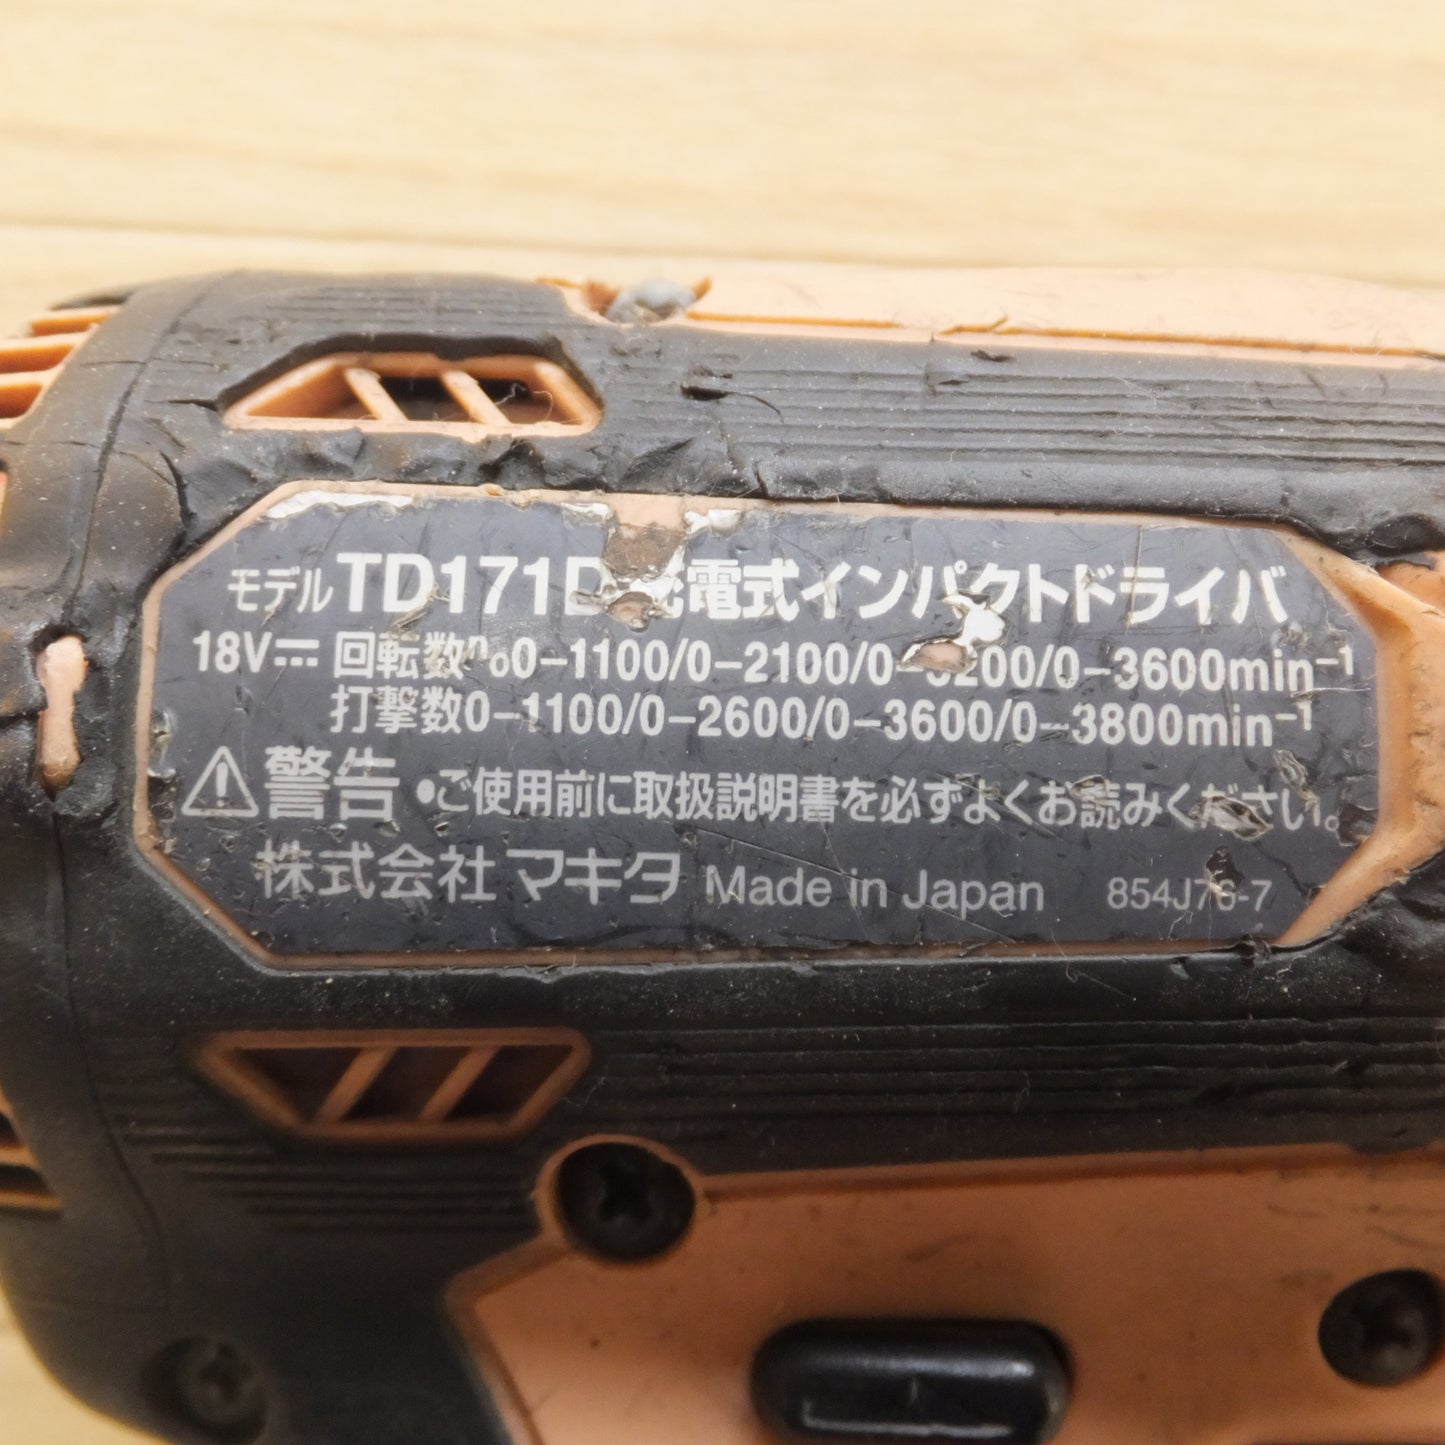 モデル TD171D 充電式インパクトドライバ
18V⎓ 回転数n₀0−1100/0−2100/0−3200/0−3600min⁻¹
打撃数0−1100/0−2600/0−3600/0−3800min⁻¹
⚠警告 •ご使用前に取扱説明書を必ずよくお読みください。
株式会社マキタ Made in Japan 854J76-7